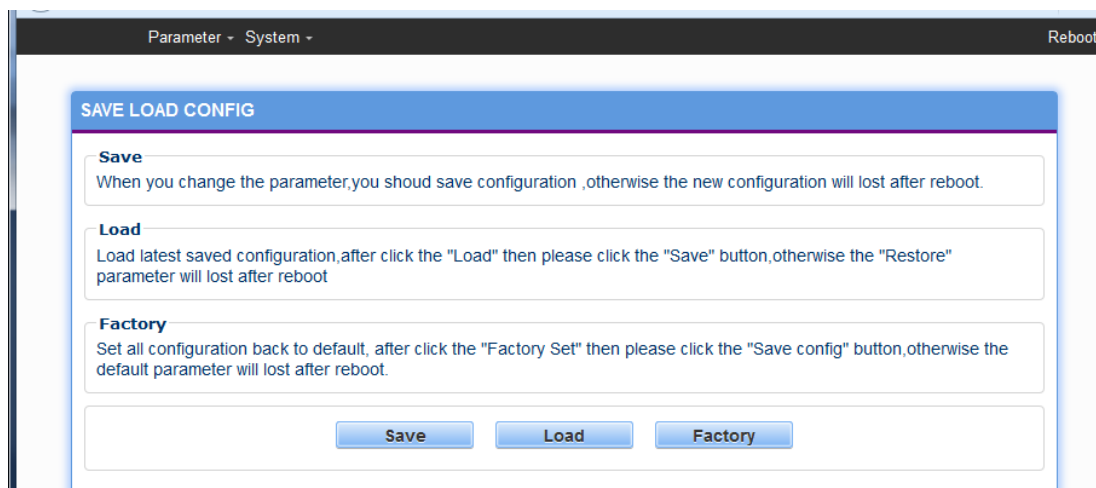 Parameter System Reboot
SAVE LOAD CONFIG
Save
When you change the parameter,you shoud save configuration ,otherwise the new configuration will lost after reboot.
Load
Load latest saved configuration,after click the "Load" then please click the "Save" button,otherwise the "Restore"
parameter will lost after reboot
Factory
Set all configuration back to default, after click the "Factory Set" then please click the "Save config" button,otherwise the
default parameter will lost after reboot.
Save Load Factory